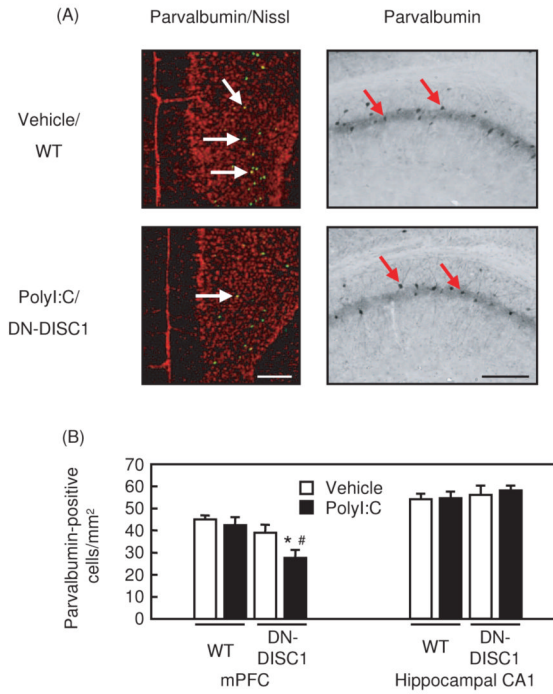 (A)
Parvalbumin/Nissl
Parvalbumin
Vehicle/
WT
PolyI:C/
DN-DISC1
(B)
Parvalbumin-positive
cells/mm²
70
60
50
40
30
20
10
0
Vehicle
PolyI:C
* #
WT
DN-
DISC1
mPFC
WT
DN-
DISC1
Hippocampal CA1